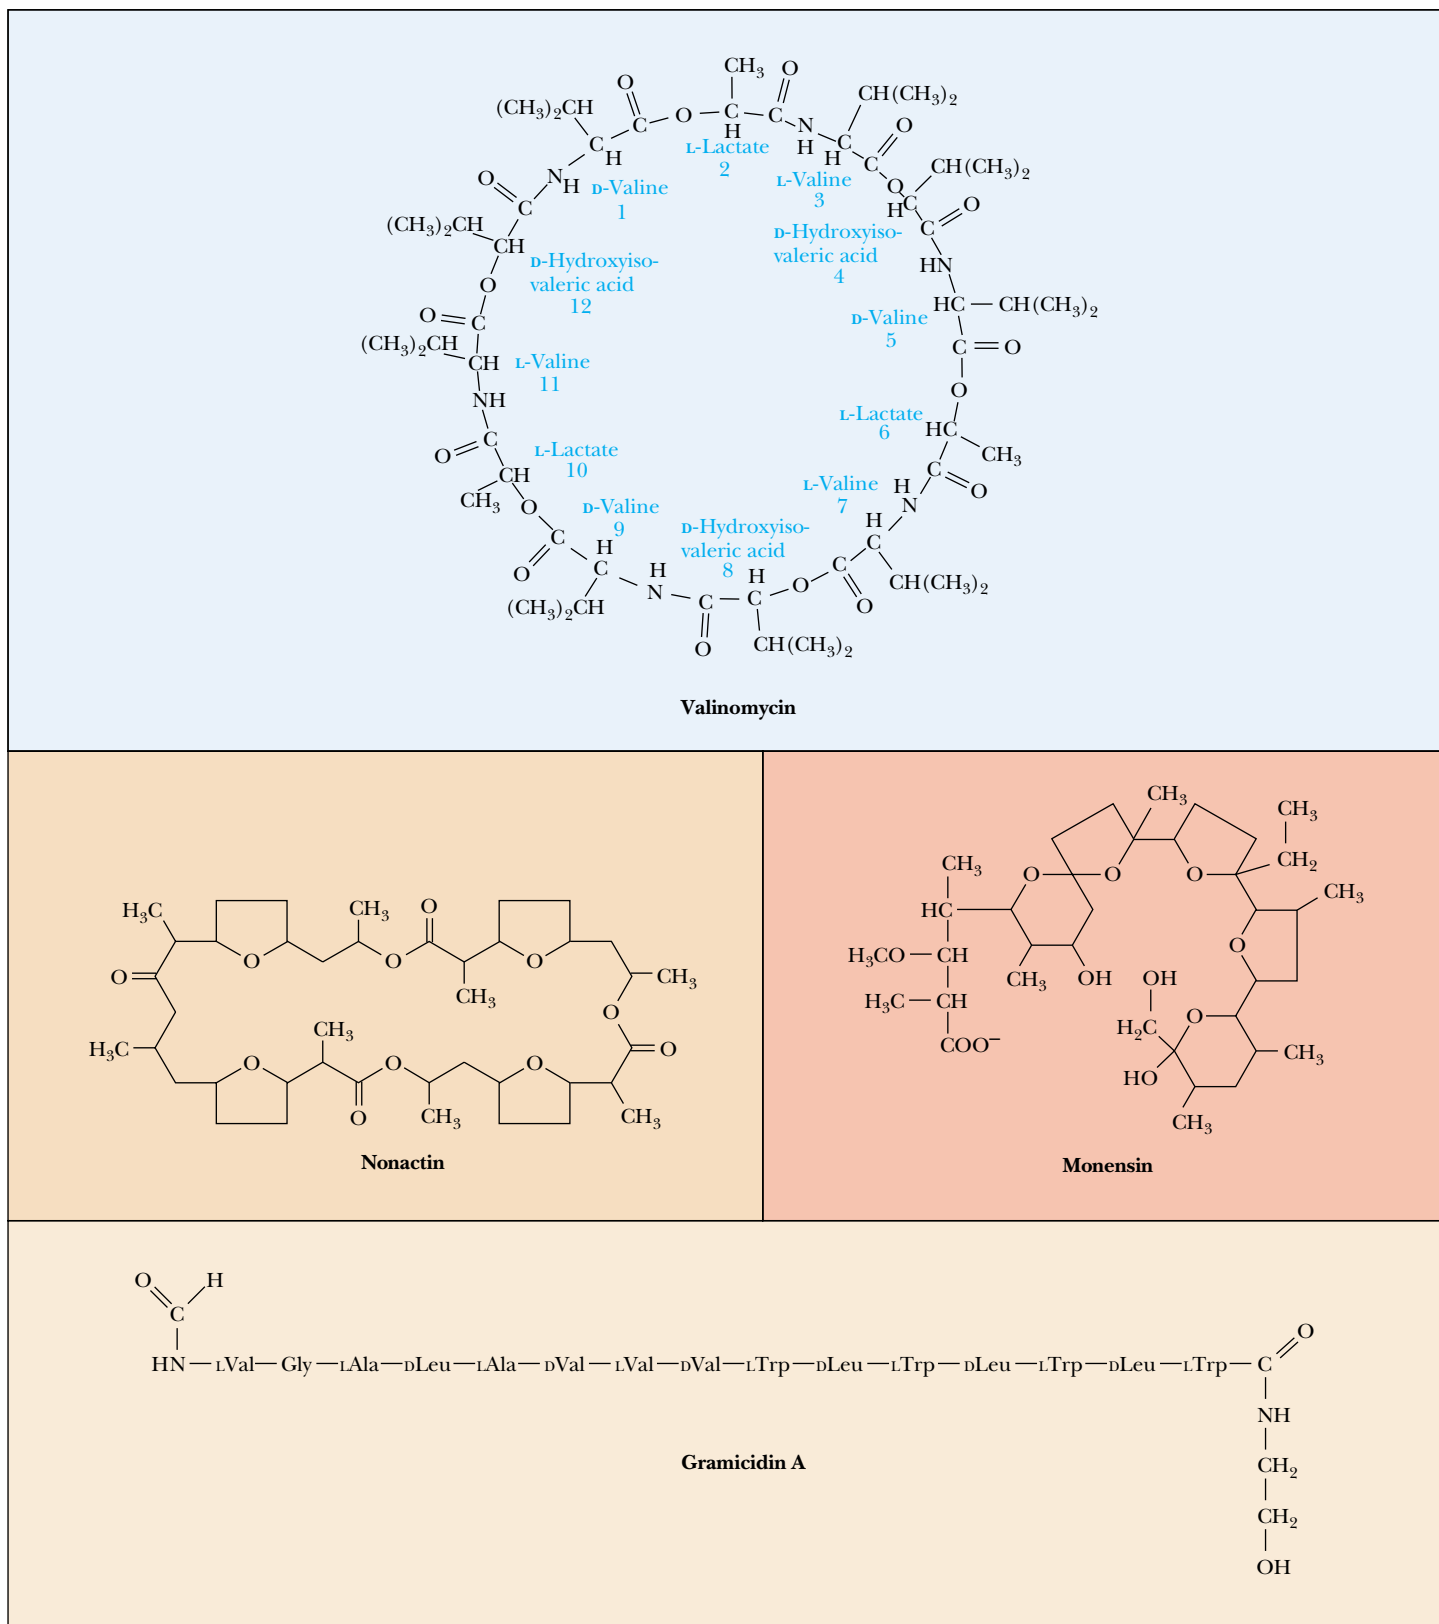 CH₃
O
(CH₃)₂CH
O
O
C
C
C
N
H
H
CH(CH₃)₂
C
H
C
H
C
O
O
H
C
CH(CH₃)₂
C
O
L-Lactate
2
NH
D-Valine
1
L-Valine
3
O
C
(CH₃)₂CH
CH
D-Hydroxyiso-
valeric acid
4
HN
D-Hydroxyiso-
valeric acid
12
O
O
C
HC
CH(CH₃)₂
D-Valine
5
C
O
(CH₃)₂CH
CH
L-Valine
11
NH
O
L-Lactate
6
HC
CH₃
C
O
L-Lactate
10
C
O
CH
CH₃
O
L-Valine
7
H
N
D-Valine
9
D-Hydroxyiso-
valeric acid
8
H
C
C
O
H
C
H
N
H
C
O
C
CH(CH₃)₂
O
(CH₃)₂CH
C
O
CH(CH₃)₂
Valinomycin
H₃C
CH₃
O
O
O
O
O
CH₃
CH₃
O
O
H₃C
CH₃
O
O
O
O
O
CH₃
CH₃
Nonactin
CH₃
CH₃
CH₂
CH₃
O
O
O
CH₃
HC
O
H₃CO
CH
CH₃
OH
OH
H₃C
CH
H₂C
O
COO⁻
CH₃
HO
CH₃
Monensin
O
H
C
O
HN—LVal—Gly—LAla—DLeu—LAla—DVal—LVal—DVal—LTrp—DLeu—LTrp—DLeu—LTrp—DLeu—LTrp—C
NH
Gramicidin A
CH₂
CH₂
OH